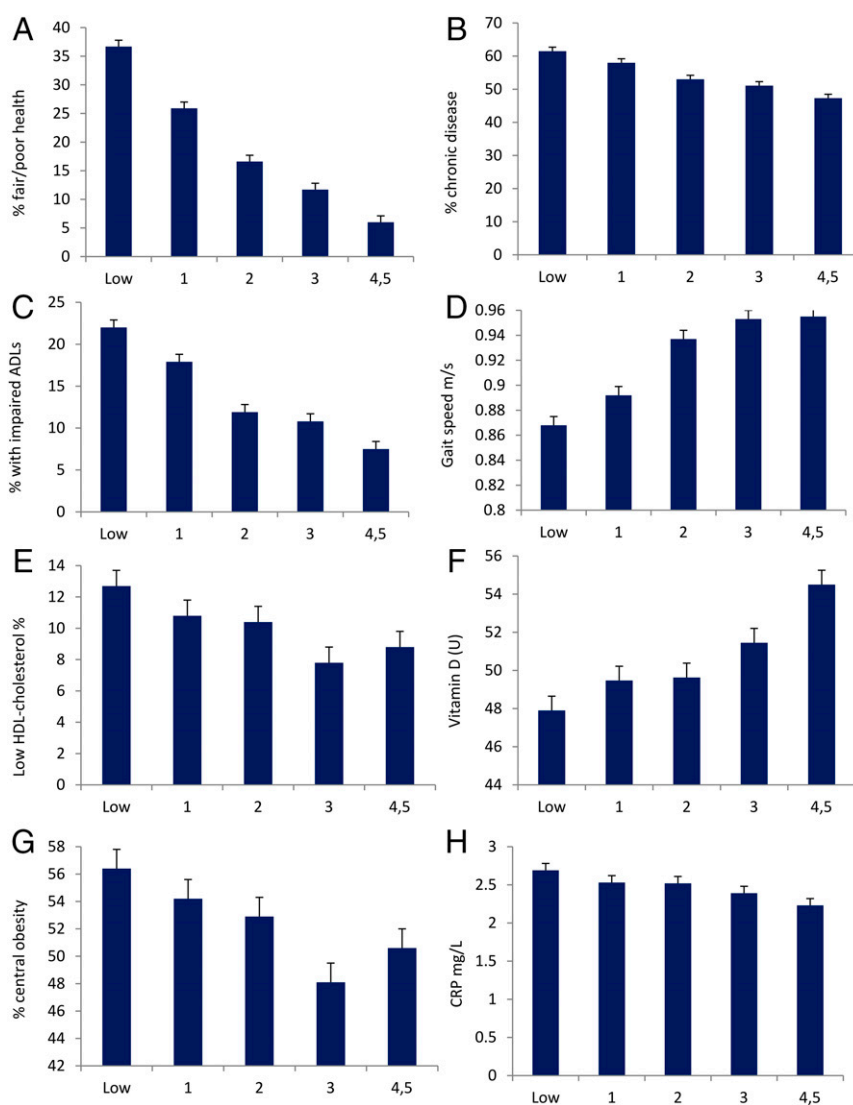 A
% fair/poor health
40
35
30
25
20
15
10
5
0
Low 1 2 3 4,5
B
% chronic disease
70
60
50
40
30
20
10
0
Low 1 2 3 4,5
C
% with impaired ADLs
25
20
15
10
5
0
Low 1 2 3 4,5
D
Gait speed m/s
0.96
0.94
0.92
0.9
0.88
0.86
0.84
0.82
0.8
Low 1 2 3 4,5
E
Low HDL-cholesterol %
14
12
10
8
6
4
2
0
Low 1 2 3 4,5
F
Vitamin D (U)
56
54
52
50
48
46
44
Low 1 2 3 4,5
G
% central obesity
58
56
54
52
50
48
46
44
42
Low 1 2 3 4,5
H
CRP mg/L
3
2.5
2
1.5
1
0.5
0
Low 1 2 3 4,5